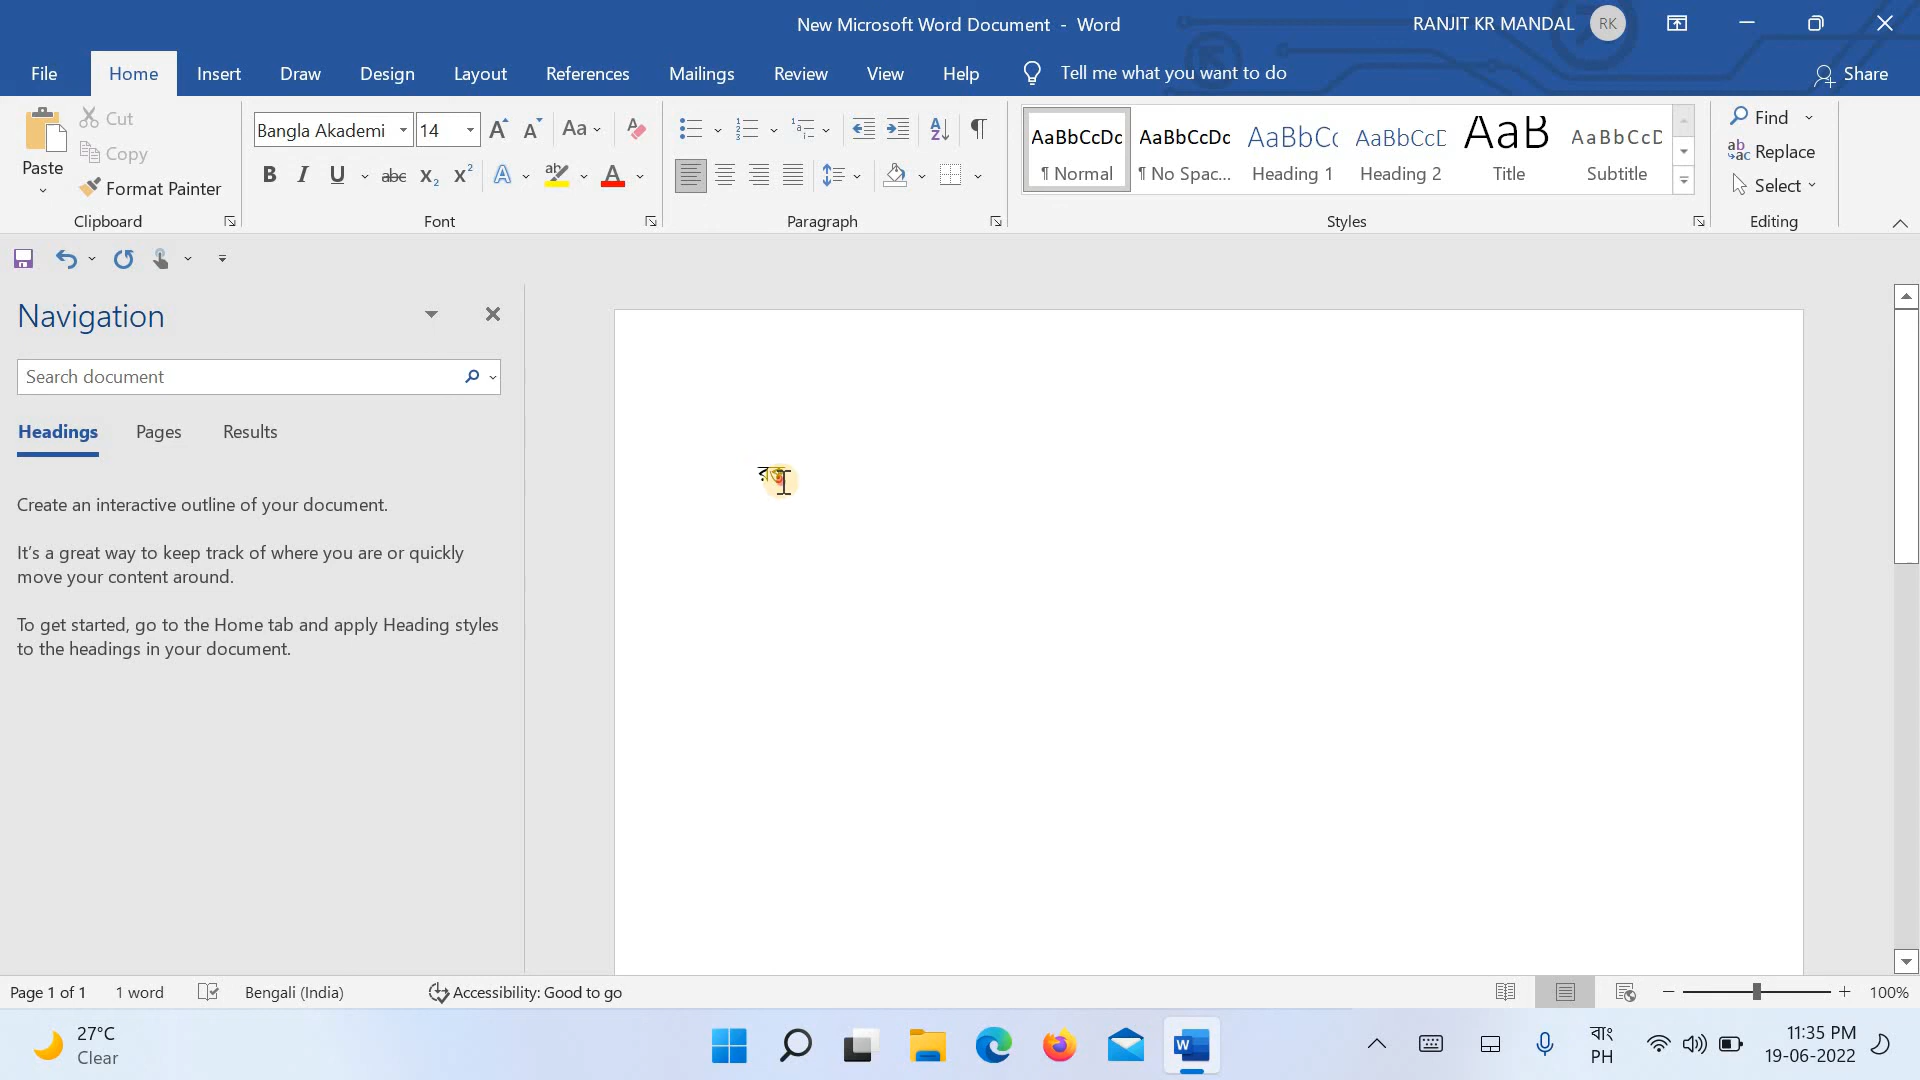 New Microsoft Word Document - Word
RANJIT KR MANDAL RK
File Home Insert Draw Design Layout References Mailings Review View Help Tell me what you want to do Share
Paste
Cut
Copy
Format Painter
Clipboard
Bangla Akademi 14
Font
Paragraph
AaBbCcDc AaBbCcDc AaBbCc AaBbCcD AaB AaBbCcD
¶ Normal ¶ No Spac... Heading 1 Heading 2 Title Subtitle
Styles
Find
Replace
Select
Editing
Navigation
Search document
Headings Pages Results
Create an interactive outline of your document.
It's a great way to keep track of where you are or quickly
move your content around.
To get started, go to the Home tab and apply Heading styles
to the headings in your document.
Page 1 of 1 1 word Bengali (India) Accessibility: Good to go 100%
27°C
Clear
বাং
PH
11:35 PM
19-06-2022